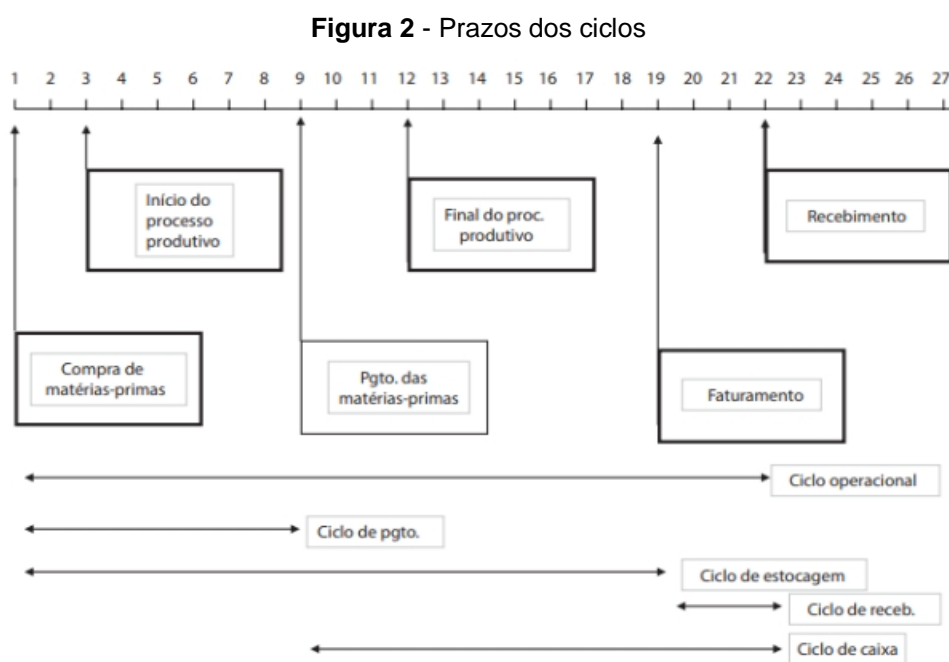 Figura 2 - Prazos dos ciclos
1 2 3 4 5 6 7 8 9 10 11 12 13 14 15 16 17 18 19 20 21 22 23 24 25 26 27
Início do
processo
produtivo
Final do proc.
produtivo
Recebimento
Compra de
matérias-primas
Pgto. das
matérias-primas
Faturamento
Ciclo operacional
Ciclo de pgto.
Ciclo de estocagem
Ciclo de receb.
Ciclo de caixa